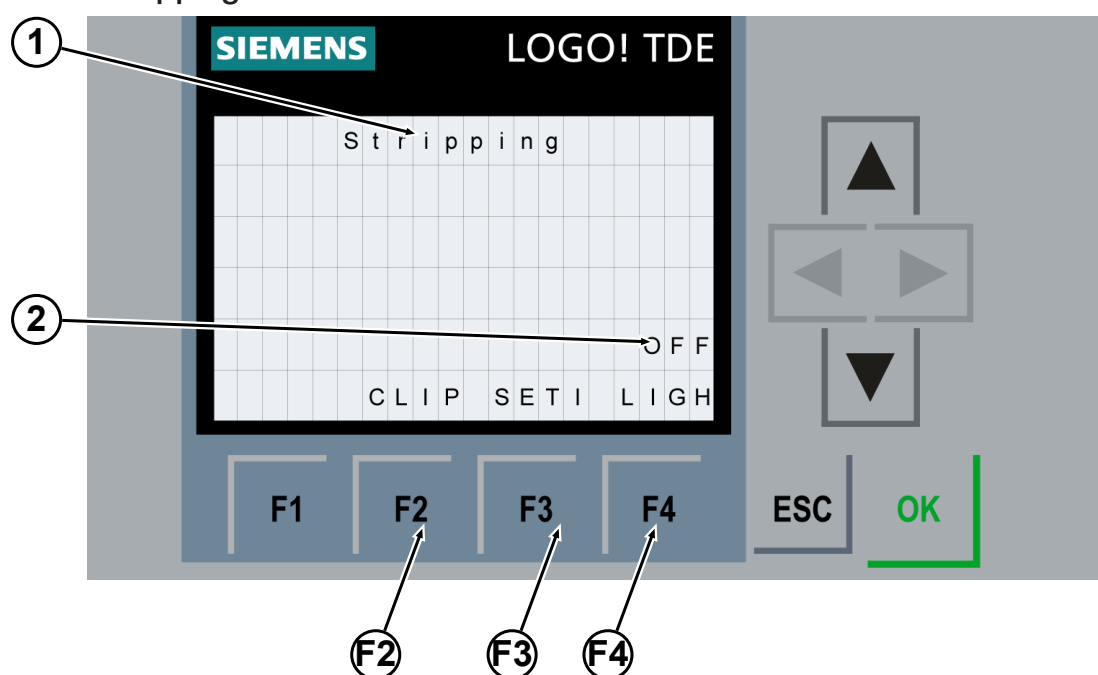 1
SIEMENS LOGO! TDE
Stripping
2
OFF
CLIP SETI LIGH
F1 F2 F3 F4 ESC OK
F2 F3 F4